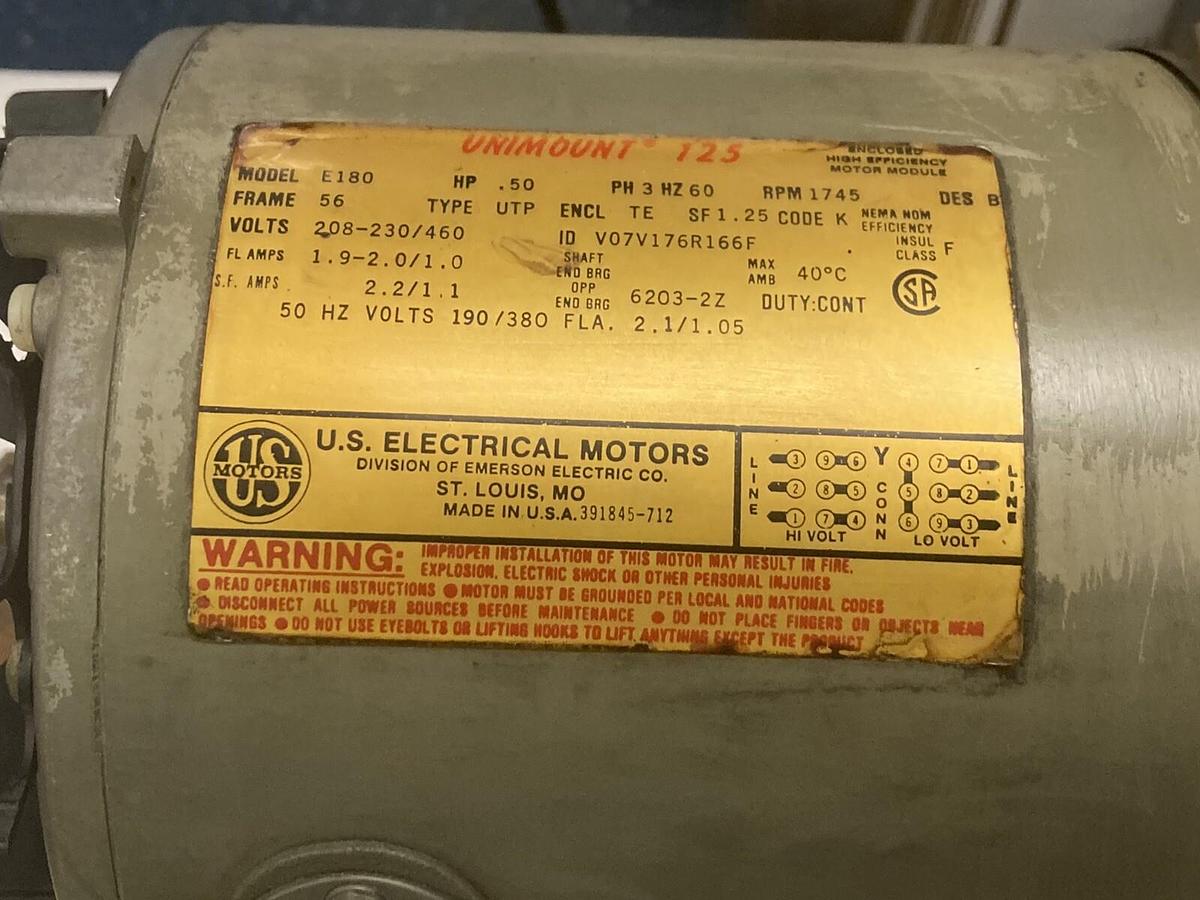 UNIMOUNT® 125
ENCLOSED
HIGH EFFICIENCY
MOTOR MODULE
MODEL E180 HP .50 PH 3 HZ 60 RPM 1745 DES B
FRAME 56 TYPE UTP ENCL TE SF 1.25 CODE K NEMA NOM EFFICIENCY
VOLTS 208-230/460 ID V07V176R166F INSUL CLASS F
FL AMPS 1.9-2.0/1.0 SHAFT END BRG MAX AMB 40°C
S.F. AMPS 2.2/1.1 OPP END BRG 6203-2Z DUTY:CONT
SA
50 HZ VOLTS 190/380 FLA. 2.1/1.05
US MOTORS
U.S. ELECTRICAL MOTORS
DIVISION OF EMERSON ELECTRIC CO.
ST. LOUIS, MO
MADE IN U.S.A. 391845-712
LINE
3 9 6
2 8 5
1 7 4
HI VOLT
Y CONN
4 7 1
5 8 2
6 9 3
LO VOLT
LINE
WARNING: IMPROPER INSTALLATION OF THIS MOTOR MAY RESULT IN FIRE,
EXPLOSION, ELECTRIC SHOCK OR OTHER PERSONAL INJURIES
● READ OPERATING INSTRUCTIONS ● MOTOR MUST BE GROUNDED PER LOCAL AND NATIONAL CODES
● DISCONNECT ALL POWER SOURCES BEFORE MAINTENANCE ● DO NOT PLACE FINGERS OR OBJECTS NEAR
OPENINGS ● DO NOT USE EYEBOLTS OR LIFTING HOOKS TO LIFT ANYTHING EXCEPT THE PRODUCT